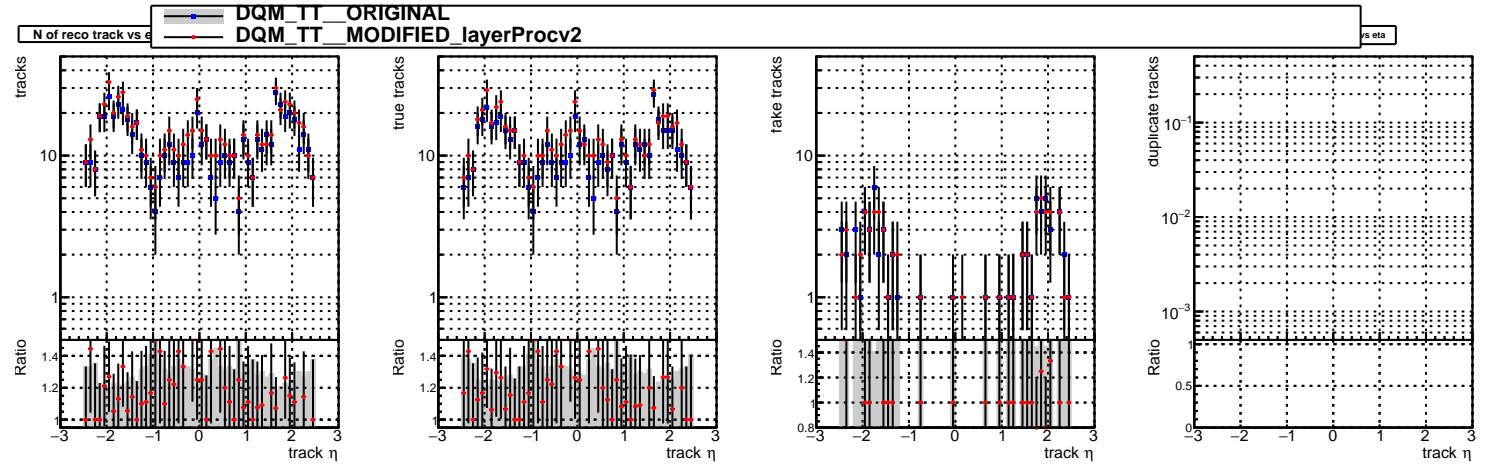 DQM_TT__ORIGINAL
DQM_TT__MODIFIED_layerProcv2
N of reco track vs e
vs eta
tracks
10
1
Ratio
1.4
1.2
1
−3 −2 −1 0 1 2 3
track η
true tracks
10
1
Ratio
1.4
1.2
1
−3 −2 −1 0 1 2 3
track η
fake tracks
10
1
Ratio
1.4
1.2
1
0.8
−3 −2 −1 0 1 2 3
track η
duplicate tracks
10⁻¹
10⁻²
10⁻³
Ratio
1
0.5
0
−3 −2 −1 0 1 2 3
track η